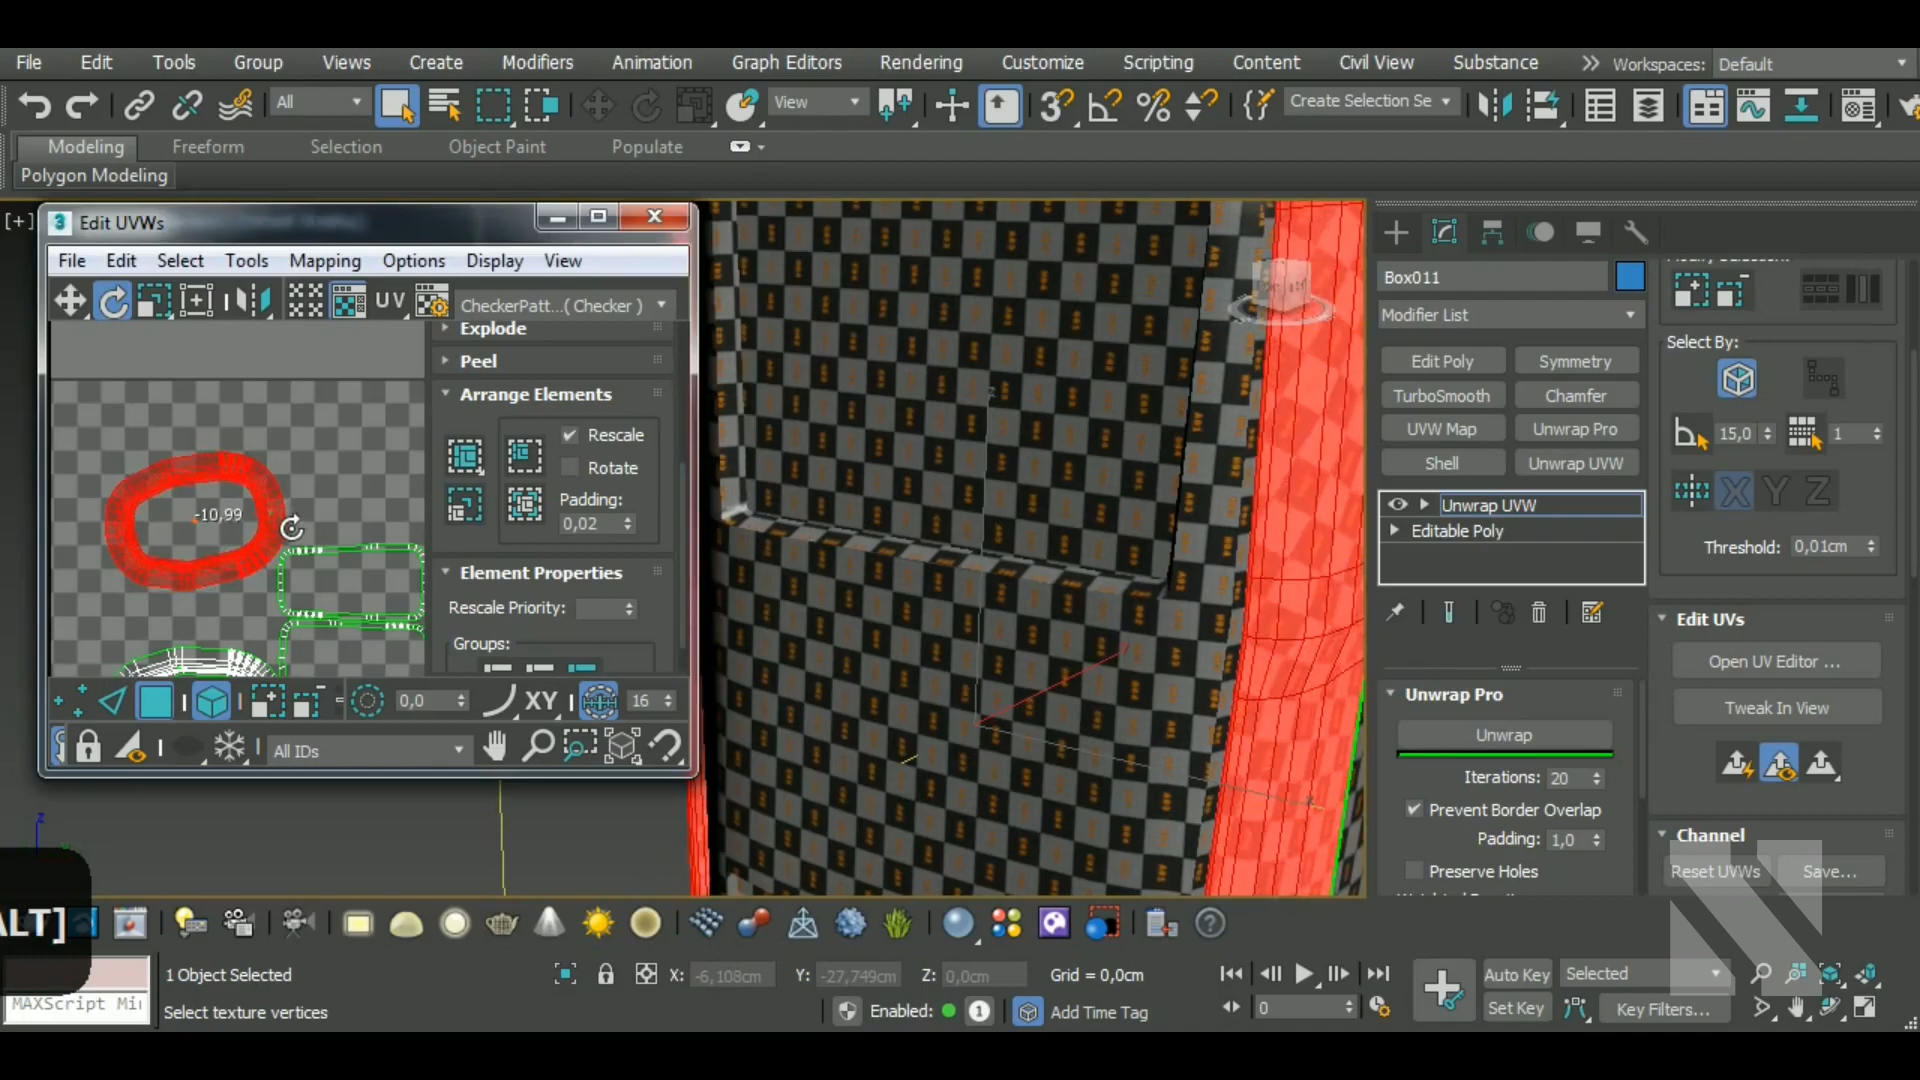 File Edit Tools Group Views Create Modifiers Animation Graph Editors Rendering Customize Scripting Content Civil View Substance Workspaces: Default
All View Create Selection Se
Modeling Freeform Selection Object Paint Populate
Polygon Modeling
[+]
3 Edit UVWs
File Edit Select Tools Mapping Options Display View
UV CheckerPatt...( Checker )
Explode
Peel
Arrange Elements
Rescale
Rotate
Padding:
0,02
-10,99
Element Properties
Rescale Priority:
Groups:
0,0 XY 16
All IDs
Box011
Modifier List
Edit Poly Symmetry
TurboSmooth Chamfer
UVW Map Unwrap Pro
Shell Unwrap UVW
Unwrap UVW
Editable Poly
Unwrap Pro
Unwrap
Iterations: 20
Prevent Border Overlap
Padding: 1,0
Preserve Holes
Select By:
15,0 1
X Y Z
Threshold: 0,01cm
Edit UVs
Open UV Editor ...
Tweak In View
Channel
Reset UVWs Save...
z
ALT]
1 Object Selected X: -6,108cm Y: -27,749cm Z: 0,0cm Grid = 0,0cm Auto Key Selected
MAXScript Mi Select texture vertices Enabled: 1 Add Time Tag 0 Set Key Key Filters...